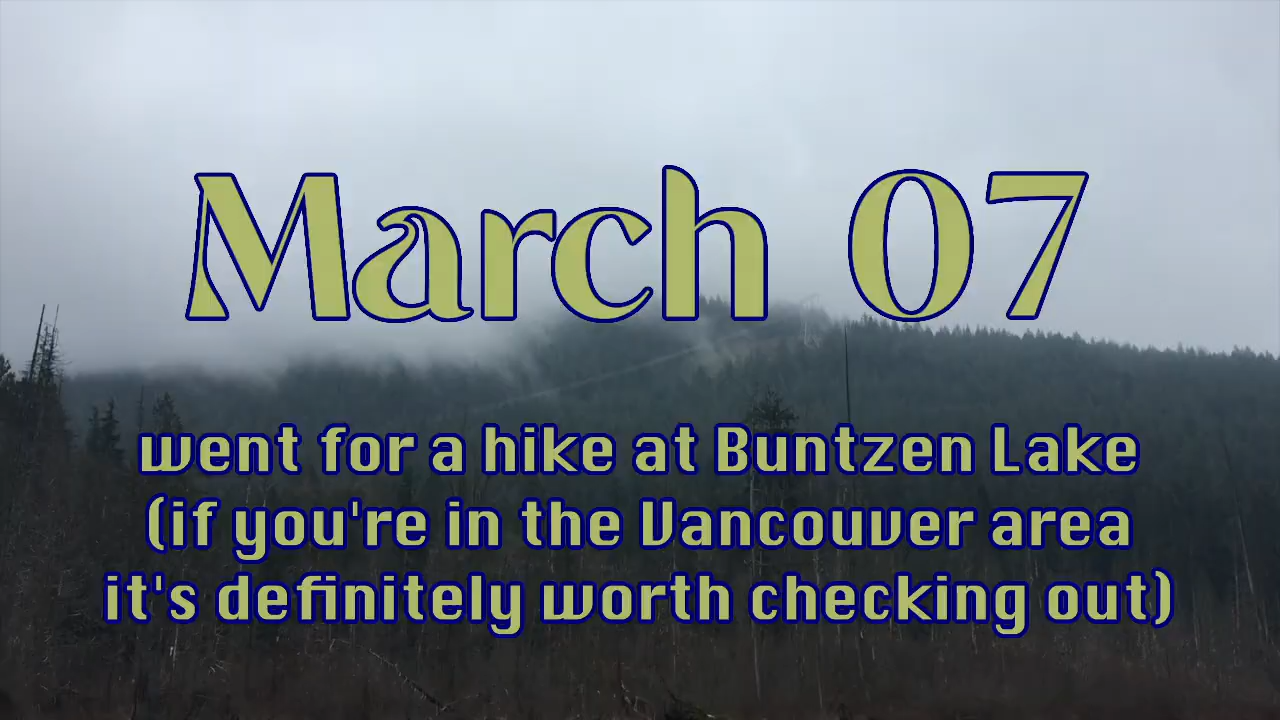 March 07
went for a hike at Buntzen Lake
(if you're in the Vancouver area
it's definitely worth checking out)